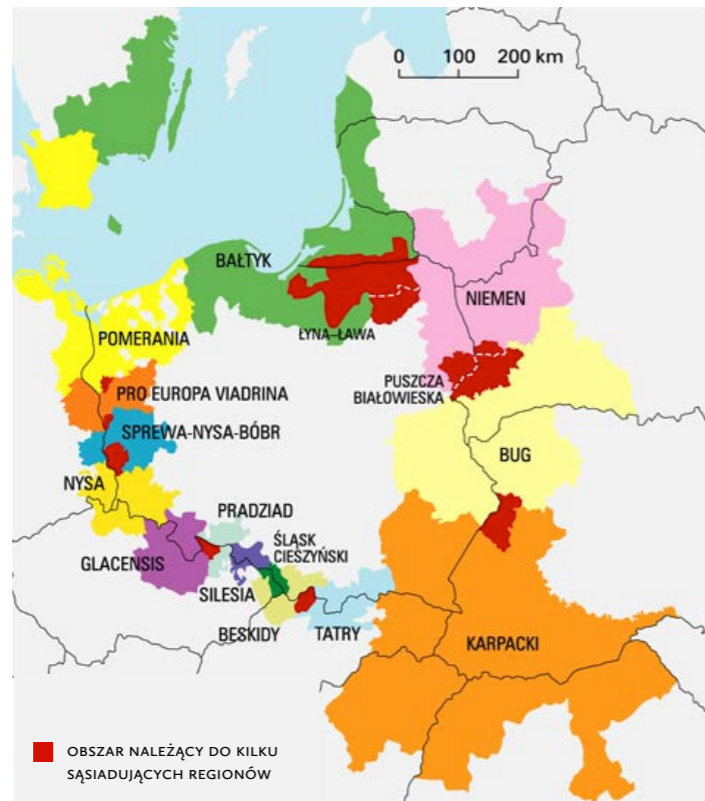 0 100 200 km
BAŁTYK
NIEMEN
ŁYNA–ŁAWA
POMERANIA
PUSZCZA
BIAŁOWIESKA
PRO EUROPA VIADRINA
SPREWA-NYSA-BÓBR
BUG
NYSA
PRADZIAD
ŚLĄSK
CIESZYŃSKI
GLACENSIS
SILESIA
BESKIDY
TATRY
KARPACKI
OBSZAR NALEŻĄCY DO KILKU
SĄSIADUJĄCYCH REGIONÓW